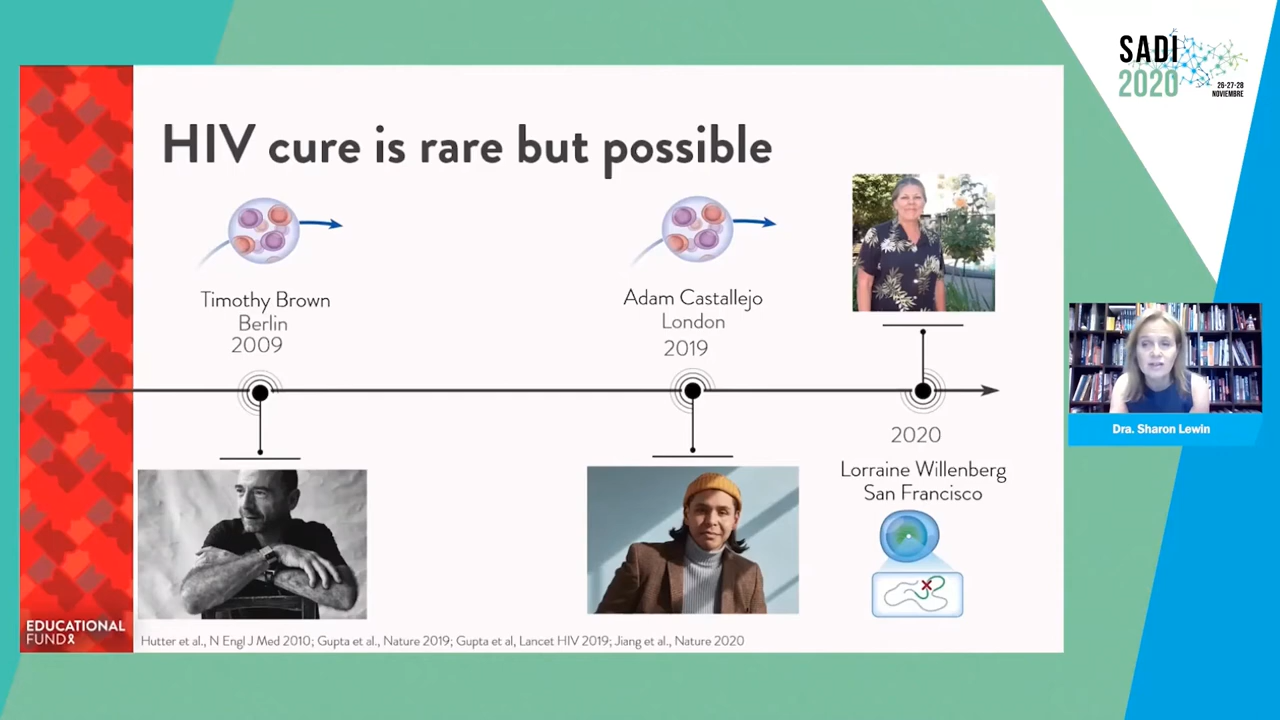 SADI
2020
26-27-28
NOVIEMBRE
HIV cure is rare but possible
Timothy Brown
Berlin
2009
Adam Castallejo
London
2019
2020
Lorraine Willenberg
San Francisco
Dra. Sharon Lewin
EDUCATIONAL
FUND
Hutter et al., N Engl J Med 2010; Gupta et al., Nature 2019; Gupta et al, Lancet HIV 2019; Jiang et al., Nature 2020